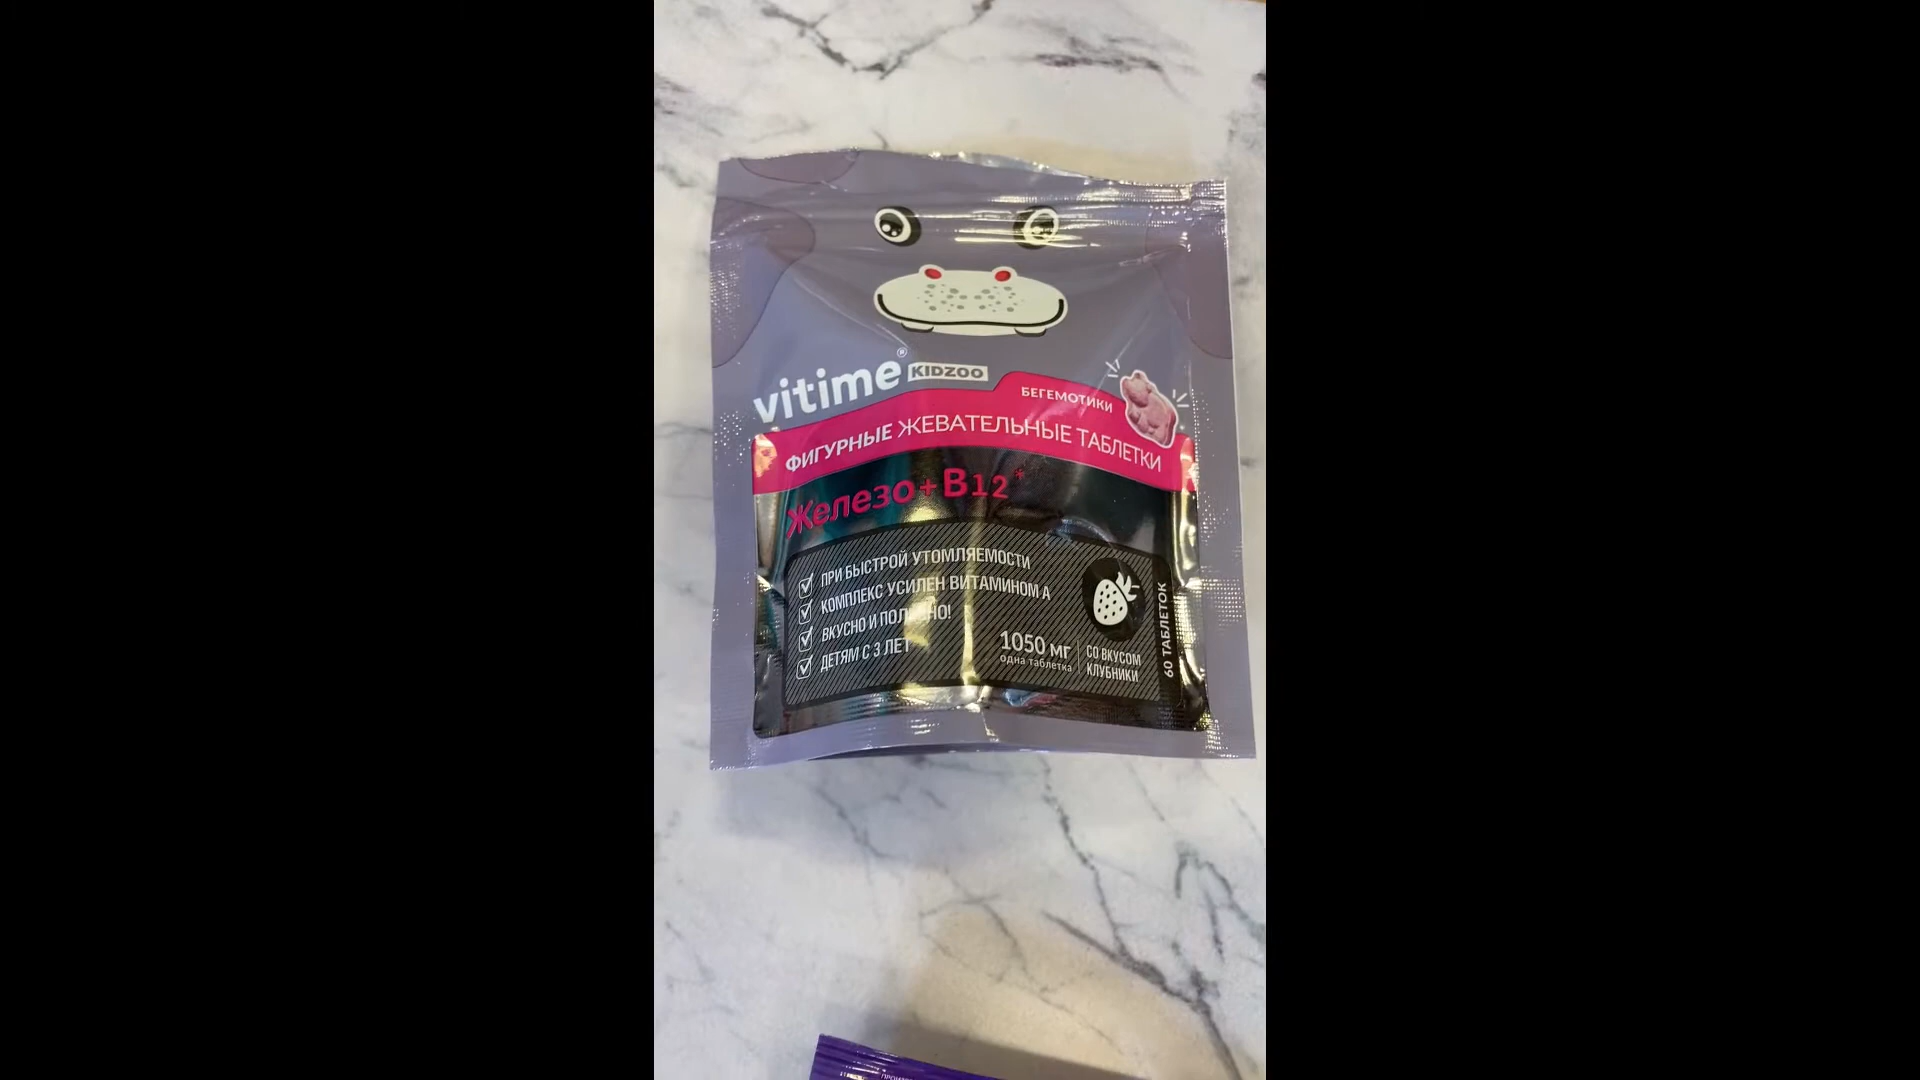 vitime® KIDZOO
БЕГЕМОТИКИ
ФИГУРНЫЕ ЖЕВАТЕЛЬНЫЕ ТАБЛЕТКИ
Железо+B12*
ПРИ БЫСТРОЙ УТОМЛЯЕМОСТИ
КОМПЛЕКС УСИЛЕН ВИТАМИНОМ А
ВКУСНО И ПОЛЕЗНО!
ДЕТЯМ С 3 ЛЕТ
1050 мг
одна таблетка
СО ВКУСОМ
КЛУБНИКИ
60 ТАБЛЕТОК